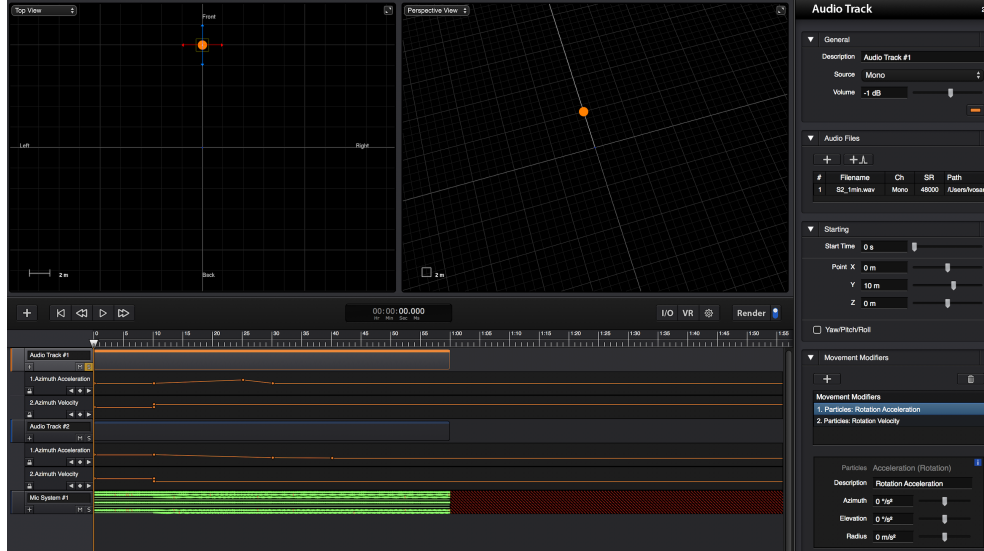 Top View
Front
Left
Right
Back
2 m
Perspective View
2 m
Audio Track
General
Description Audio Track #1
Source Mono
Volume -1 dB
Audio Files
# Filename Ch SR Path
1 S2_1min.wav Mono 48000 /Users/Ivosar
Starting
Start Time 0 s
Point X 0 m
Y 10 m
Z 0 m
Yaw/Pitch/Roll
Movement Modifiers
Movement Modifiers
1. Particles: Rotation Acceleration
2. Particles: Rotation Velocity
Particles Acceleration (Rotation)
Description Rotation Acceleration
Azimuth 0 °/s²
Elevation 0 °/s²
Radius 0 m/s²
00:00:00.000
Hr Min Sec Ms
I/O VR Render
0 5 10 15 20 25 30 35 40 45 50 55 1:00 1:05 1:10 1:15 1:20 1:25 1:30 1:35 1:40 1:45 1:50 1:55
Audio Track #1
M S
1.Azimuth Acceleration
2.Azimuth Velocity
Audio Track #2
M S
1.Azimuth Acceleration
2.Azimuth Velocity
Mic System #1
M S